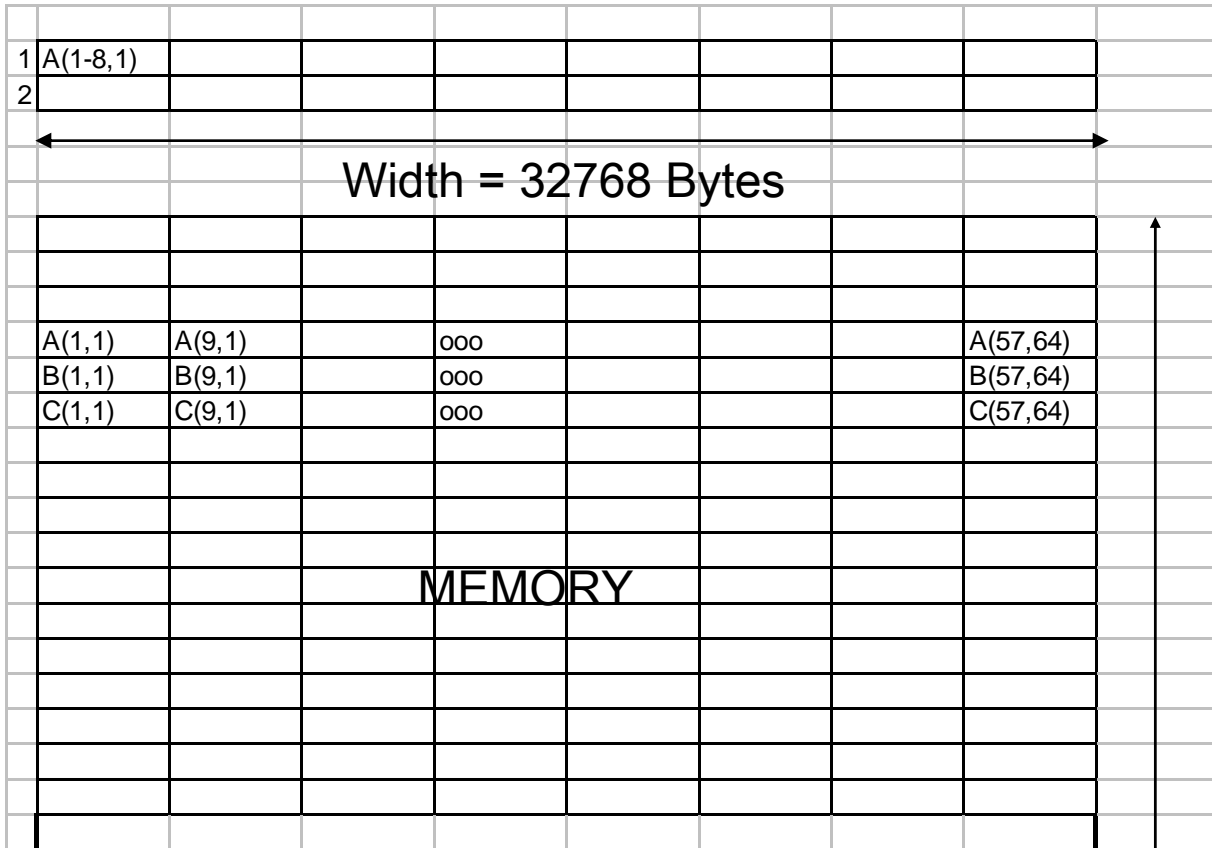 1 A(1-8,1)
2
Width = 32768 Bytes
A(1,1) A(9,1) ooo A(57,64)
B(1,1) B(9,1) ooo B(57,64)
C(1,1) C(9,1) ooo C(57,64)
MEMORY